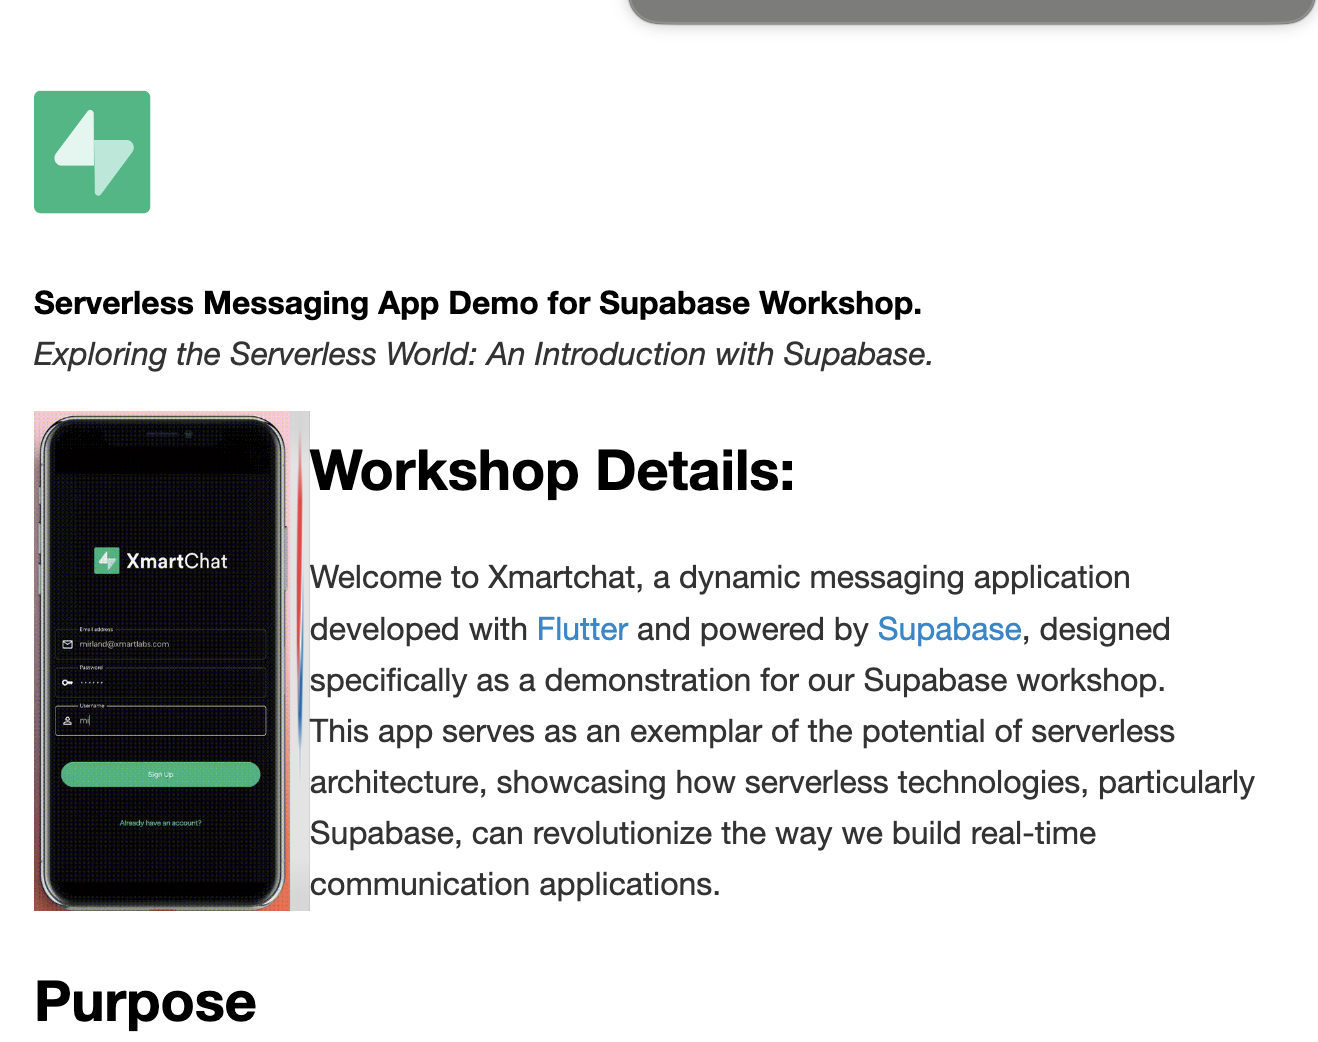 Serverless Messaging App Demo for Supabase Workshop.
Exploring the Serverless World: An Introduction with Supabase.
XmartChat
Email address
mirland@xmartlabs.com
Password
······
Username
mi
Sign Up
Already have an account?
Workshop Details:
Welcome to Xmartchat, a dynamic messaging application
developed with Flutter and powered by Supabase, designed
specifically as a demonstration for our Supabase workshop.
This app serves as an exemplar of the potential of serverless
architecture, showcasing how serverless technologies, particularly
Supabase, can revolutionize the way we build real-time
communication applications.
Purpose